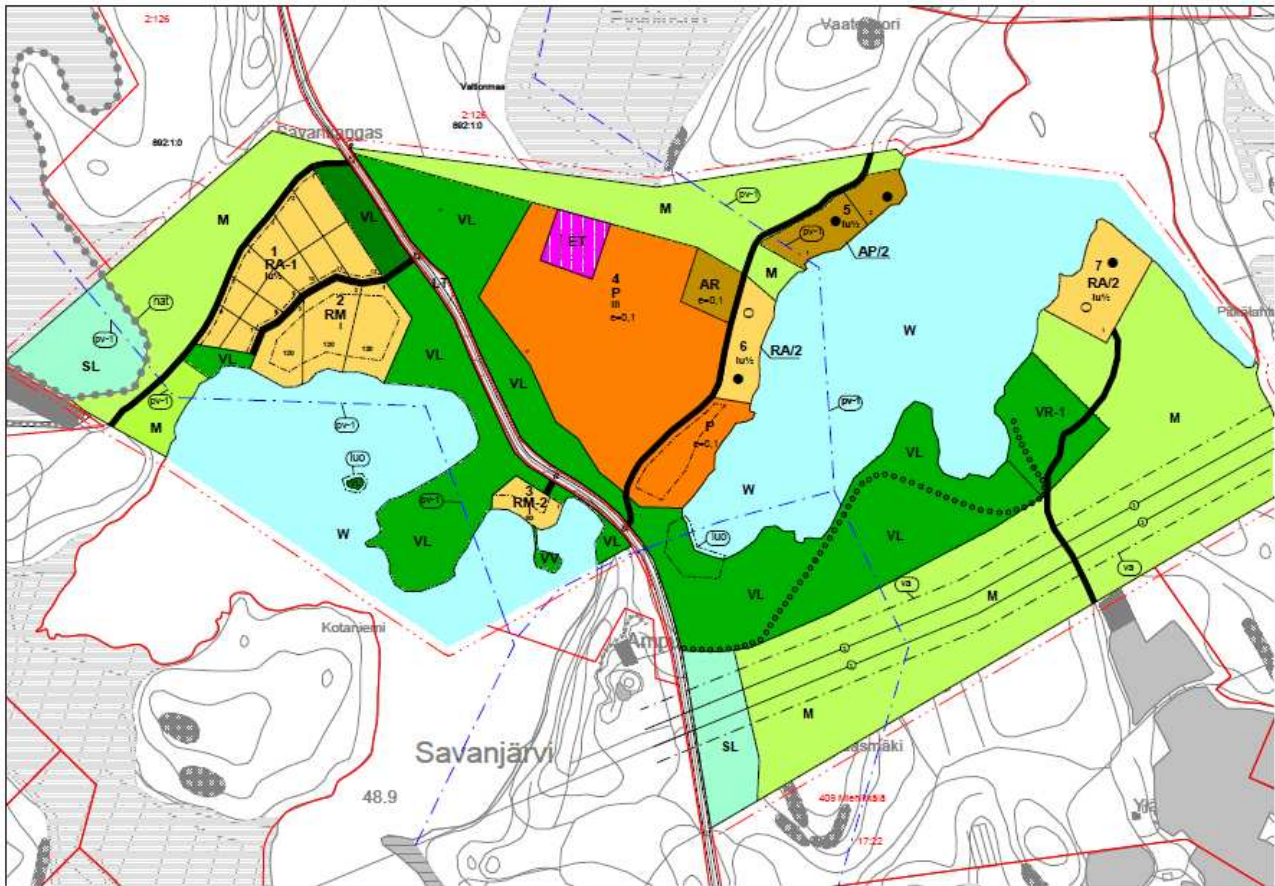 2:126
Valtionmaa
2:126
892:1:0
892:1:0
M
VL
VL
pv-1
M
5
lu½
pv-1
AP/2
1
RA-1
lu½
ET
4
P
III
e=0,1
AR
e=0,1
M
7
RA/2
lu½
nat
pv-1
SL
2
RM
I
120
120
120
LT
VL
VL
VL
W
W
6
lu½
RA/2
pv-1
pv-1
M
pv-1
P
e=0,1
VR-1
M
luo
VL
3
RM-2
I
pv-1
W
VL
VL
VV
W
luo
VL
VL
va
va
M
Kotaniemi
Savanjärvi
M
SL
48.9
17:22